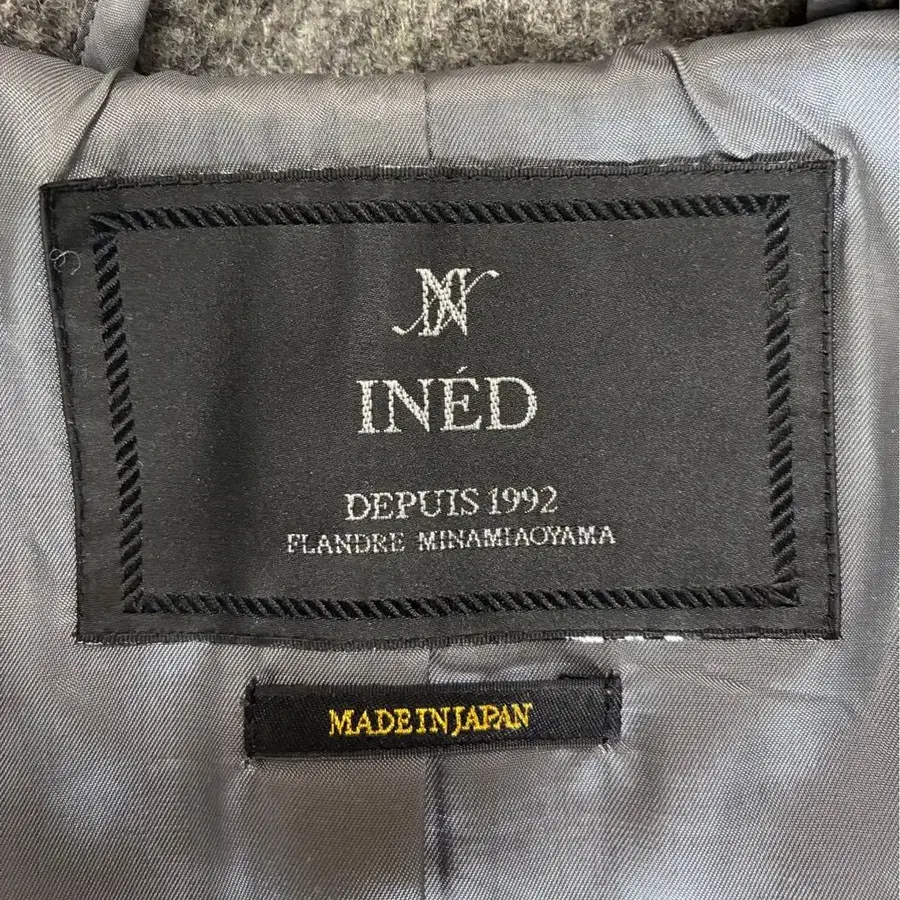 INÉD
DEPUIS 1992
FLANDRE MINAMIAOYAMA
MADE IN JAPAN